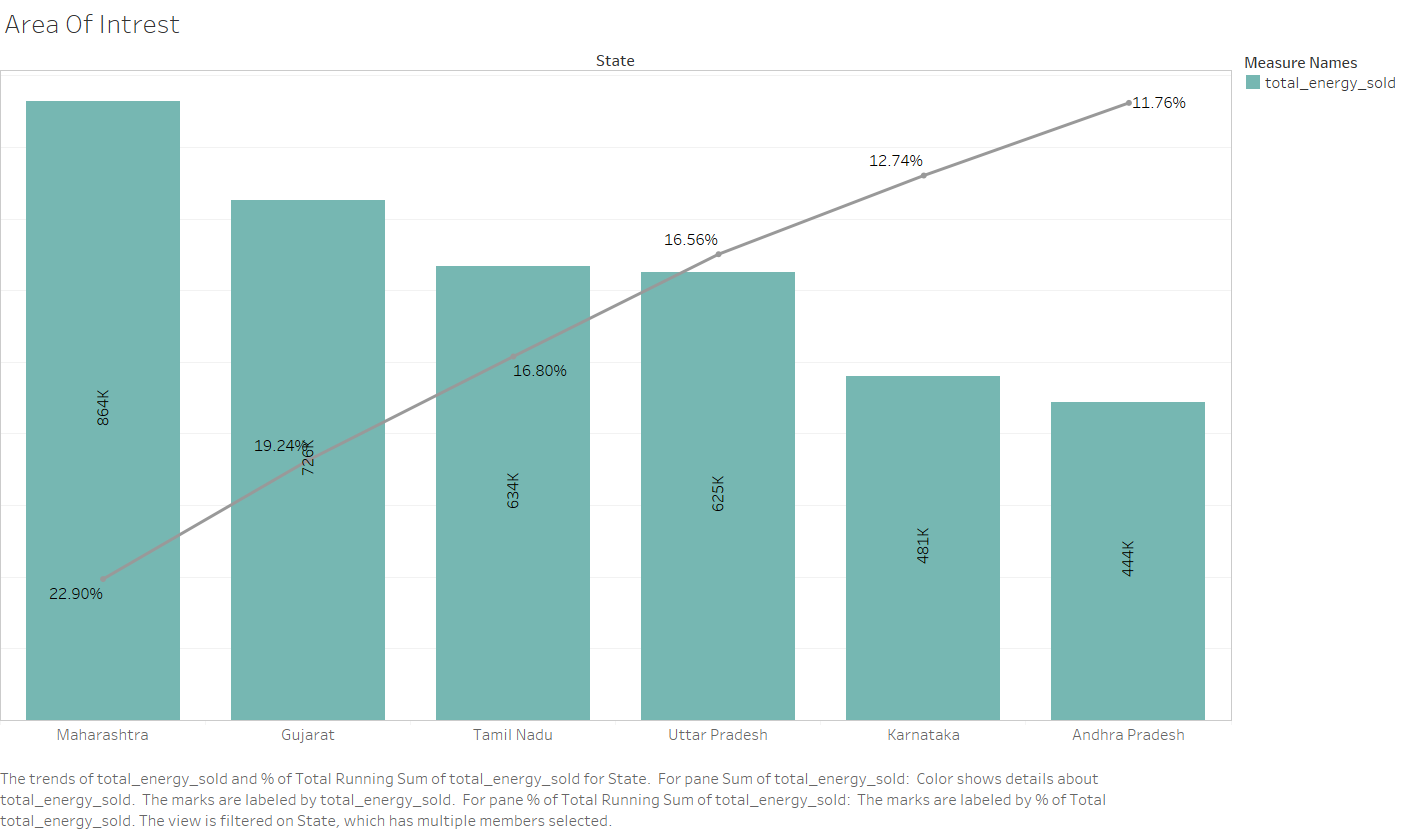 Area Of Intrest
State
Measure Names
total_energy_sold
11.76%
12.74%
16.56%
16.80%
19.24%
22.90%
864K
726K
634K
625K
481K
444K
Maharashtra
Gujarat
Tamil Nadu
Uttar Pradesh
Karnataka
Andhra Pradesh
The trends of total_energy_sold and % of Total Running Sum of total_energy_sold for State.  For pane Sum of total_energy_sold:  Color shows details about
total_energy_sold.  The marks are labeled by total_energy_sold.  For pane % of Total Running Sum of total_energy_sold:  The marks are labeled by % of Total
total_energy_sold. The view is filtered on State, which has multiple members selected.